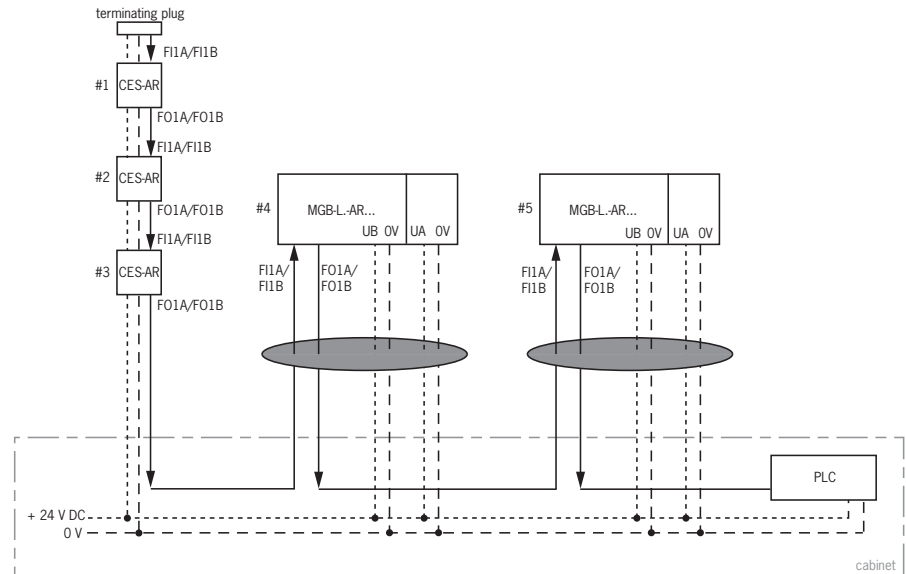 terminating plug
FI1A/FI1B
#1
CES-AR
FO1A/FO1B
FI1A/FI1B
#2
CES-AR
FO1A/FO1B
FI1A/FI1B
#3
CES-AR
FO1A/FO1B
#4
MGB-L.-AR...
UB 0V
UA 0V
FI1A/
FI1B
FO1A/
FO1B
#5
MGB-L.-AR...
UB 0V
UA 0V
FI1A/
FI1B
FO1A/
FO1B
PLC
+ 24 V DC
0 V
cabinet